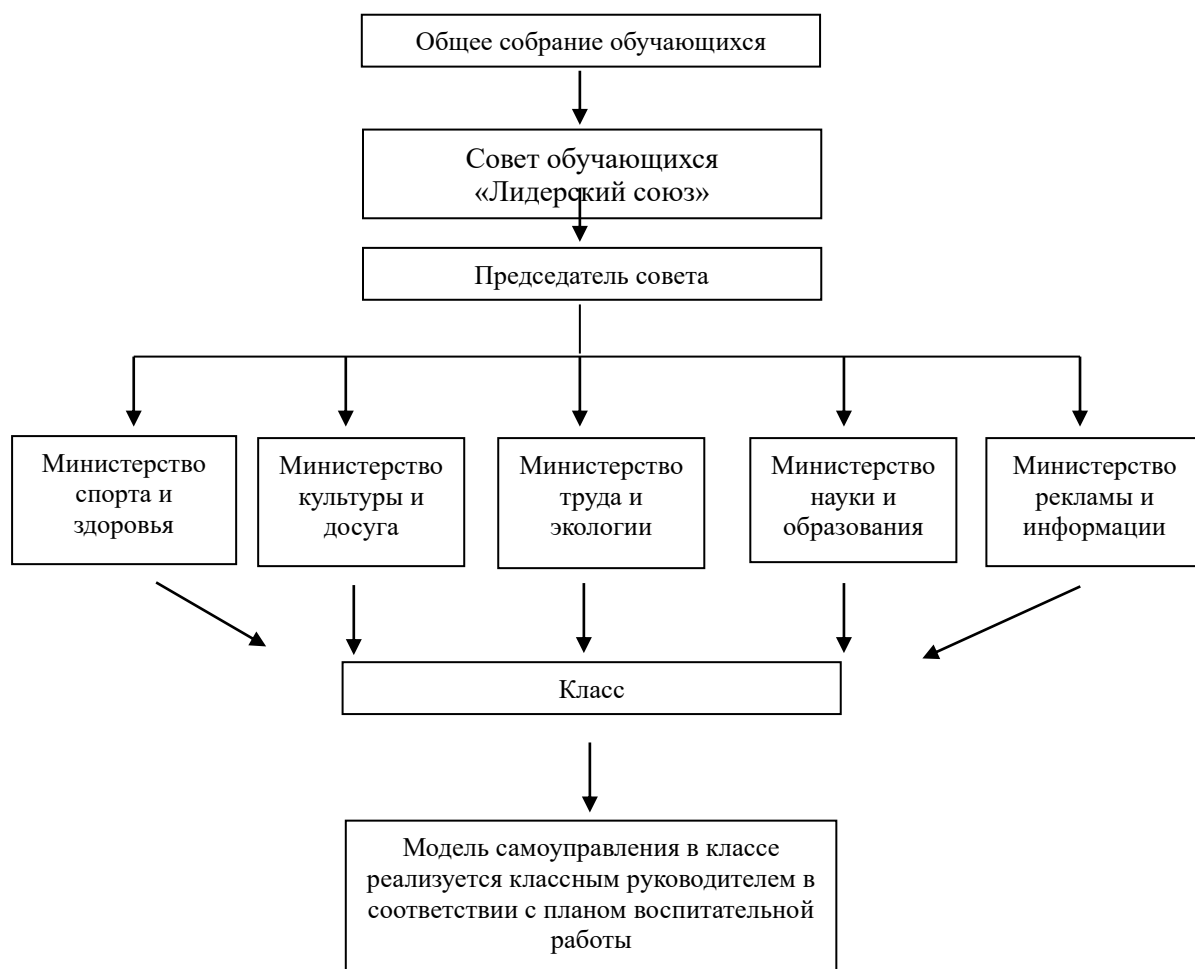 Общее собрание обучающихся
Совет обучающихся
«Лидерский союз»
Председатель совета
Министерство
спорта и
здоровья
Министерство
культуры и
досуга
Министерство
труда и
экологии
Министерство
науки и
образования
Министерство
рекламы и
информации
Класс
Модель самоуправления в классе
реализуется классным руководителем в
соответствии с планом воспитательной
работы